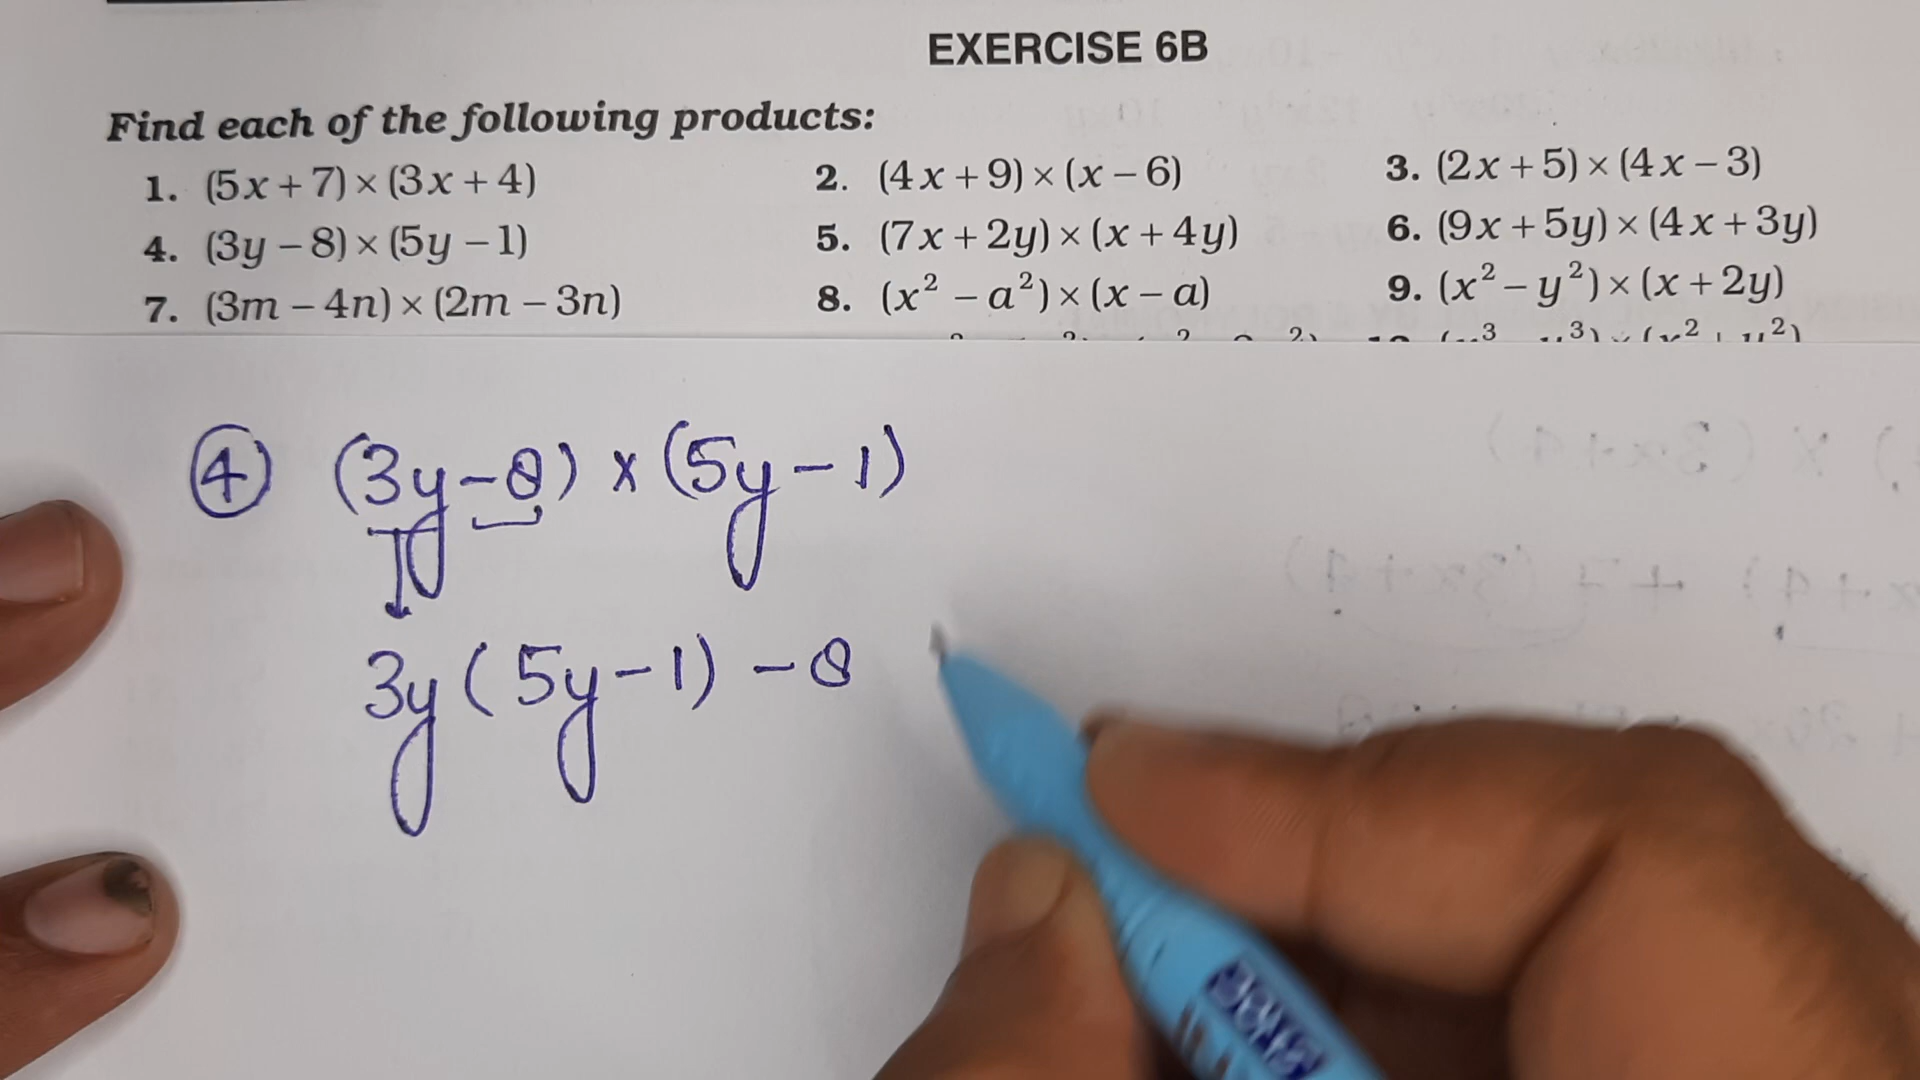 EXERCISE 6B
Find each of the following products:
1. (5x + 7) × (3x + 4)
2. (4x + 9) × (x − 6)
3. (2x + 5) × (4x − 3)
4. (3y − 8) × (5y − 1)
5. (7x + 2y) × (x + 4y)
6. (9x + 5y) × (4x + 3y)
7. (3m − 4n) × (2m − 3n)
8. (x² − a²) × (x − a)
9. (x² − y²) × (x + 2y)
④ (3y − 8) × (5y − 1)
3y (5y − 1) − 8